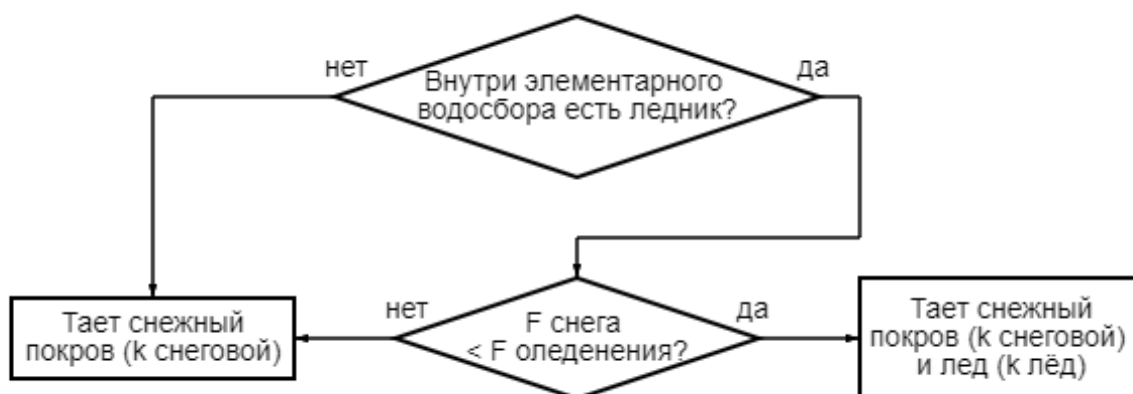 нет
да
Внутри элементарного
водосбора есть ледник?
нет
да
Тает снежный
покров (k снеговой)
F снега
< F оледенения?
Тает снежный
покров (k снеговой)
и лед (k лёд)